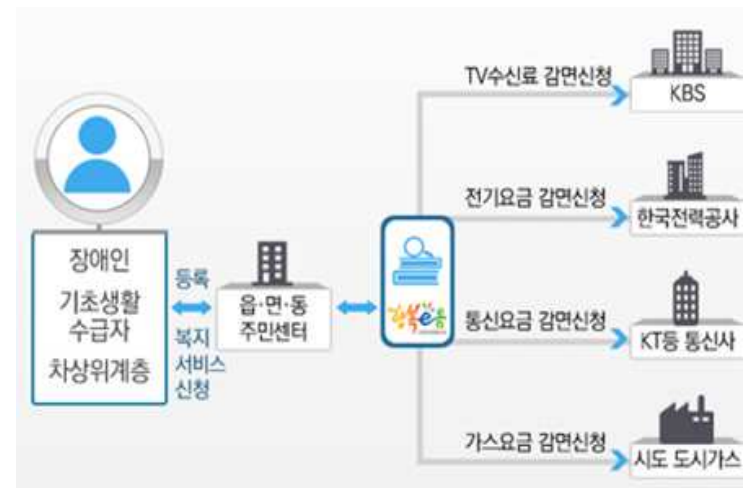 장애인
기초생활
수급자
차상위계층
등록
복지
서비스
신청
읍·면·동
주민센터
행복e음
TV수신료 감면신청
KBS
전기요금 감면신청
한국전력공사
통신요금 감면신청
KT등 통신사
가스요금 감면신청
시도 도시가스